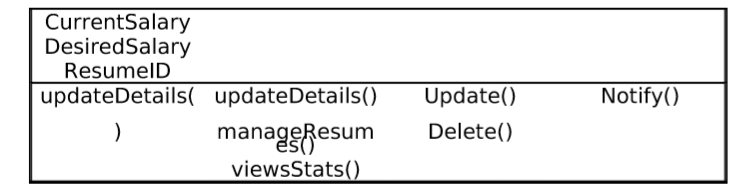 CurrentSalary
DesiredSalary
ResumeID
updateDetails( updateDetails() Update() Notify()
) manageResum Delete()
es()
viewsStats()